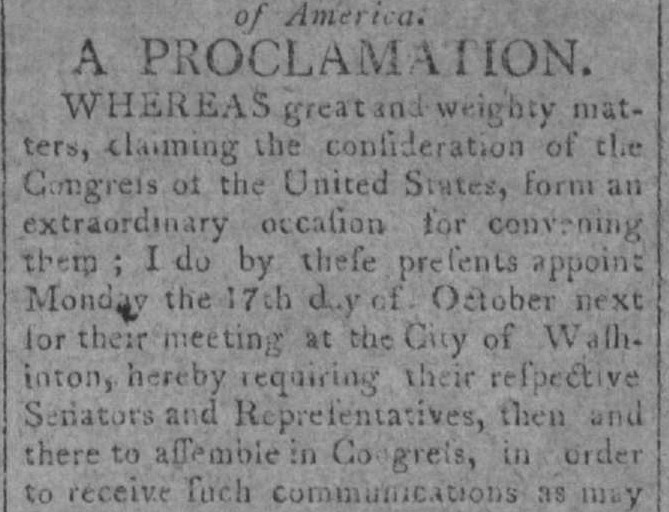 of America.
A PROCLAMATION.
WHEREAS great and weighty mat-
ters, claiming the conſideration of the
Congreſs of the United States, form an
extraordinary occaſion for convening
them ; I do by theſe preſents appoint
Monday the 17th day of October next
for their meeting at the City of Waſh-
inton, hereby requiring their reſpective
Senators and Repreſentatives, then and
there to aſſemble in Congreſs, in order
to receive ſuch communications as may